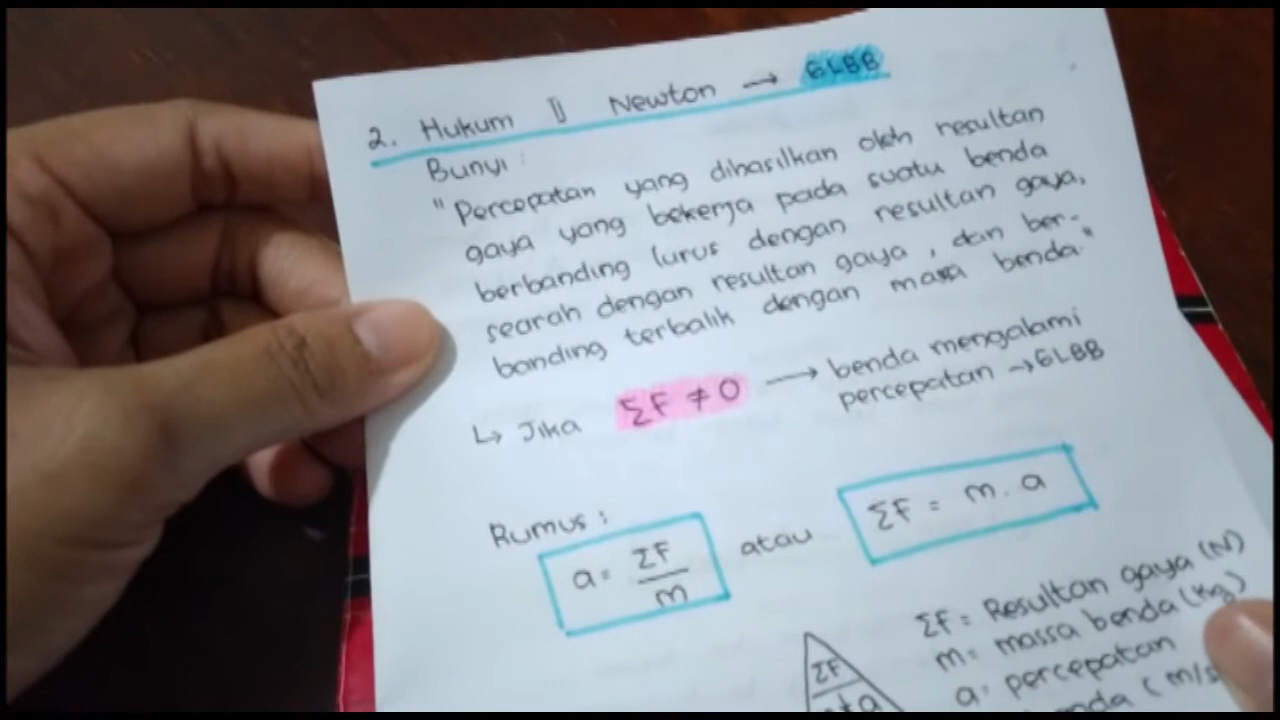 2. Hukum II Newton → GLBB
Bunyi :
"Percepatan yang dihasilkan oleh resultan
gaya yang bekerja pada suatu benda
berbanding lurus dengan resultan gaya,
searah dengan resultan gaya, dan ber-
banding terbalik dengan massa benda."
↳ Jika ΣF ≠ 0 → benda mengalami
percepatan → GLBB
Rumus :
a = ΣF/m atau ΣF = m . a
ΣF = Resultan gaya (N)
m = massa benda (kg)
a = percepatan
(m/s
ΣF